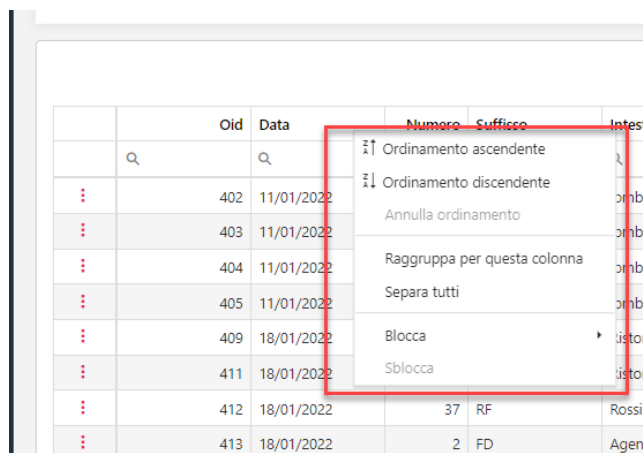 Oid Data Numero Suffisso
Ordinamento ascendente
Ordinamento discendente
Annulla ordinamento
Raggruppa per questa colonna
Separa tutti
Blocca
Sblocca
402 11/01/2022
403 11/01/2022
404 11/01/2022
405 11/01/2022
409 18/01/2022
411 18/01/2022
412 18/01/2022 37 RF Rossi
413 18/01/2022 2 FD Agen